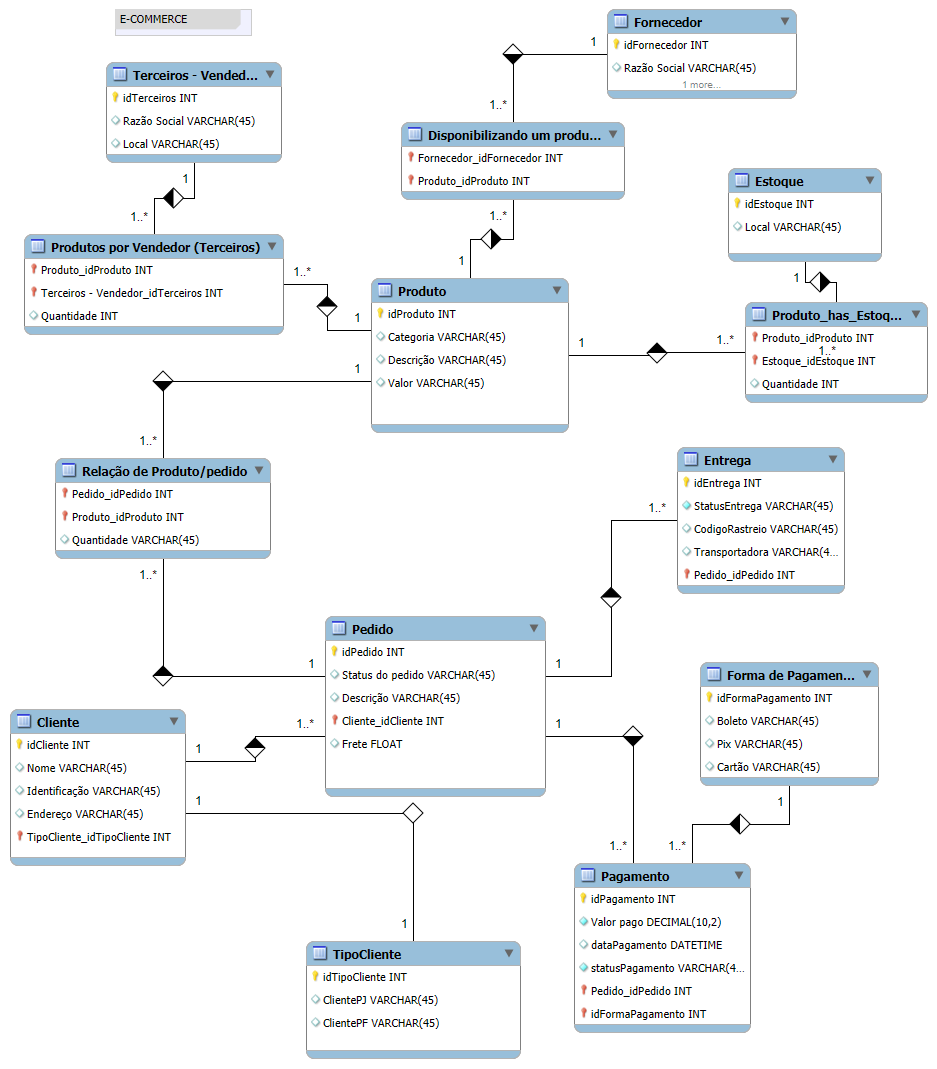 E-COMMERCE
Fornecedor
idFornecedor INT
Razão Social VARCHAR(45)
1 more...
1
1..*
Terceiros - Vended...
idTerceiros INT
Razão Social VARCHAR(45)
Local VARCHAR(45)
1
1..*
Disponibilizando um produ...
Fornecedor_idFornecedor INT
Produto_idProduto INT
1..*
1
Estoque
idEstoque INT
Local VARCHAR(45)
1
1..*
Produtos por Vendedor (Terceiros)
Produto_idProduto INT
Terceiros - Vendedor_idTerceiros INT
Quantidade INT
1..*
1
Produto
idProduto INT
Categoria VARCHAR(45)
Descrição VARCHAR(45)
Valor VARCHAR(45)
1
1..*
Produto_has_Estoq...
Produto_idProduto INT
Estoque_idEstoque INT
Quantidade INT
1
1..*
Relação de Produto/pedido
Pedido_idPedido INT
Produto_idProduto INT
Quantidade VARCHAR(45)
1..*
1
Entrega
idEntrega INT
StatusEntrega VARCHAR(45)
CodigoRastreio VARCHAR(45)
Transportadora VARCHAR(4...
Pedido_idPedido INT
1..*
1
Pedido
idPedido INT
Status do pedido VARCHAR(45)
Descrição VARCHAR(45)
Cliente_idCliente INT
Frete FLOAT
1..*
1
1
1..*
Forma de Pagamen...
idFormaPagamento INT
Boleto VARCHAR(45)
Pix VARCHAR(45)
Cartão VARCHAR(45)
1
1..*
Cliente
idCliente INT
Nome VARCHAR(45)
Identificação VARCHAR(45)
Endereço VARCHAR(45)
TipoCliente_idTipoCliente INT
1
1
Pagamento
idPagamento INT
Valor pago DECIMAL(10,2)
dataPagamento DATETIME
statusPagamento VARCHAR(4...
Pedido_idPedido INT
idFormaPagamento INT
TipoCliente
idTipoCliente INT
ClientePJ VARCHAR(45)
ClientePF VARCHAR(45)